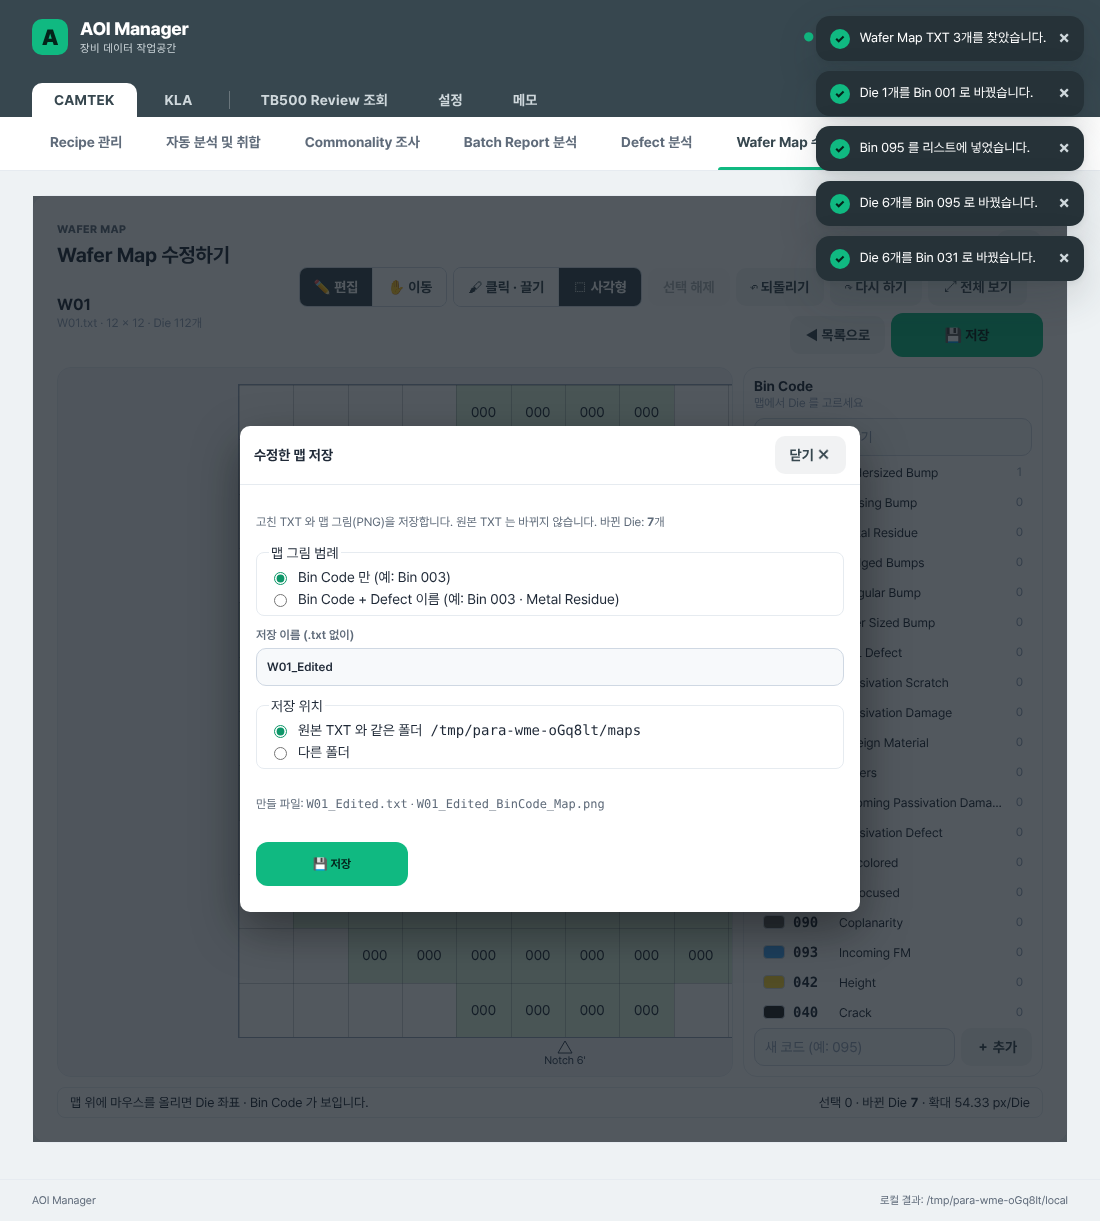 A
AOI Manager
장비 데이터 작업공간
Wafer Map TXT 3개를 찾았습니다.
Die 1개를 Bin 001 로 바꿨습니다.
Bin 095 를 리스트에 넣었습니다.
Die 6개를 Bin 095 로 바꿨습니다.
Die 6개를 Bin 031 로 바꿨습니다.
CAMTEK
KLA
TB500 Review 조회
설정
메모
Recipe 관리
자동 분석 및 취합
Commonality 조사
Batch Report 분석
Defect 분석
Wafer Map
WAFER MAP
Wafer Map 수정하기
W01
W01.txt · 12 × 12 · Die 112개
편집
이동
클릭 · 끌기
사각형
선택 해제
되돌리기
다시 하기
전체 보기
◀ 목록으로
저장
000 000 000 000
Bin Code
맵에서 Die 를 고르세요
기
ersized Bump 1
sing Bump 0
al Residue 0
ged Bumps 0
gular Bump 0
r Sized Bump 0
Defect 0
sivation Scratch 0
sivation Damage 0
eign Material 0
ers 0
oming Passivation Dama... 0
sivation Defect 0
colored 0
ocused 0
090 Coplanarity 0
093 Incoming FM 0
042 Height 0
040 Crack 0
새 코드 (예: 095)
+ 추가
수정한 맵 저장
닫기 ✕
고친 TXT 와 맵 그림(PNG)을 저장합니다. 원본 TXT 는 바뀌지 않습니다. 바뀐 Die: 7개
맵 그림 범례
Bin Code 만 (예: Bin 003)
Bin Code + Defect 이름 (예: Bin 003 · Metal Residue)
저장 이름 (.txt 없이)
W01_Edited
저장 위치
원본 TXT 와 같은 폴더 /tmp/para-wme-oGq8lt/maps
다른 폴더
만들 파일: W01_Edited.txt · W01_Edited_BinCode_Map.png
저장
000 000 000 000 000 000 000
000 000 000 000
Notch 6'
맵 위에 마우스를 올리면 Die 좌표 · Bin Code 가 보입니다.
선택 0 · 바뀐 Die 7 · 확대 54.33 px/Die
AOI Manager
로컬 결과: /tmp/para-wme-oGq8lt/local